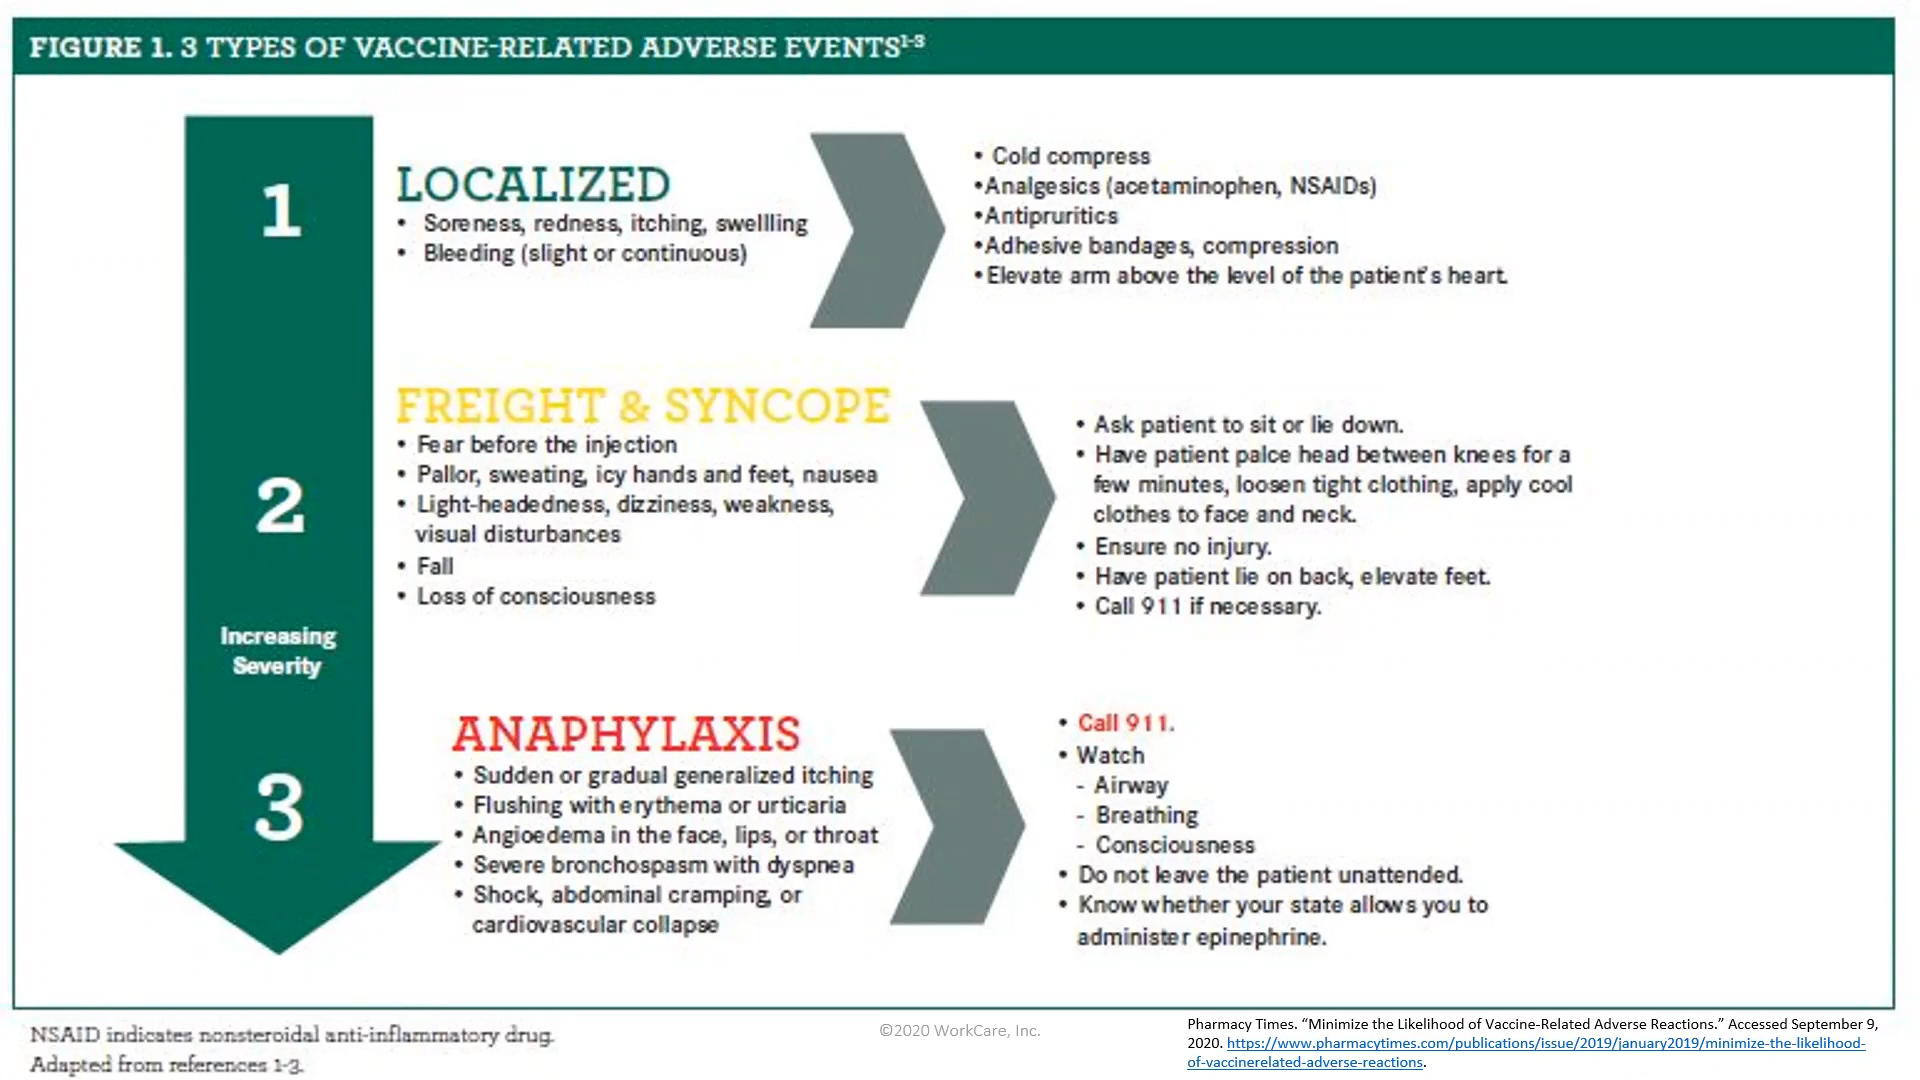 FIGURE 1. 3 TYPES OF VACCINE-RELATED ADVERSE EVENTS¹⁻³
1
LOCALIZED
• Soreness, redness, itching, swellling
• Bleeding (slight or continuous)
• Cold compress
•Analgesics (acetaminophen, NSAIDs)
•Antipruritics
•Adhesive bandages, compression
•Elevate arm above the level of the patient's heart.
2
FREIGHT & SYNCOPE
• Fear before the injection
• Pallor, sweating, icy hands and feet, nausea
• Light-headedness, dizziness, weakness,
visual disturbances
• Fall
• Loss of consciousness
• Ask patient to sit or lie down.
• Have patient palce head between knees for a
few minutes, loosen tight clothing, apply cool
clothes to face and neck.
• Ensure no injury.
• Have patient lie on back, elevate feet.
• Call 911 if necessary.
Increasing
Severity
3
ANAPHYLAXIS
• Sudden or gradual generalized itching
• Flushing with erythema or urticaria
• Angioedema in the face, lips, or throat
• Severe bronchospasm with dyspnea
• Shock, abdominal cramping, or
cardiovascular collapse
• Call 911.
• Watch
- Airway
- Breathing
- Consciousness
• Do not leave the patient unattended.
• Know whether your state allows you to
administer epinephrine.
NSAID indicates nonsteroidal anti-inflammatory drug.
Adapted from references 1-3.
©2020 WorkCare, Inc.
Pharmacy Times. “Minimize the Likelihood of Vaccine-Related Adverse Reactions.” Accessed September 9,
2020. https://www.pharmacytimes.com/publications/issue/2019/january2019/minimize-the-likelihood-
of-vaccinerelated-adverse-reactions.